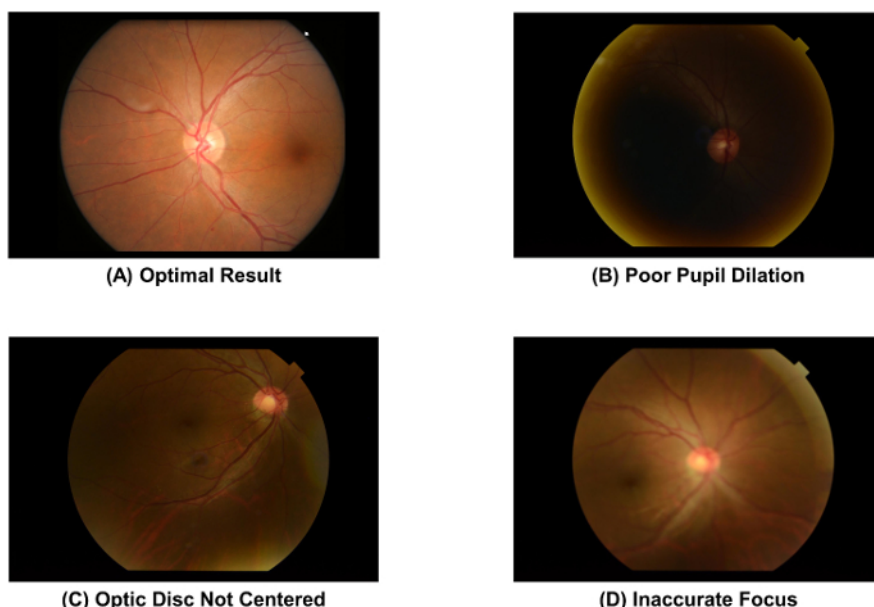 (A) Optimal Result
(B) Poor Pupil Dilation
(C) Optic Disc Not Centered
(D) Inaccurate Focus